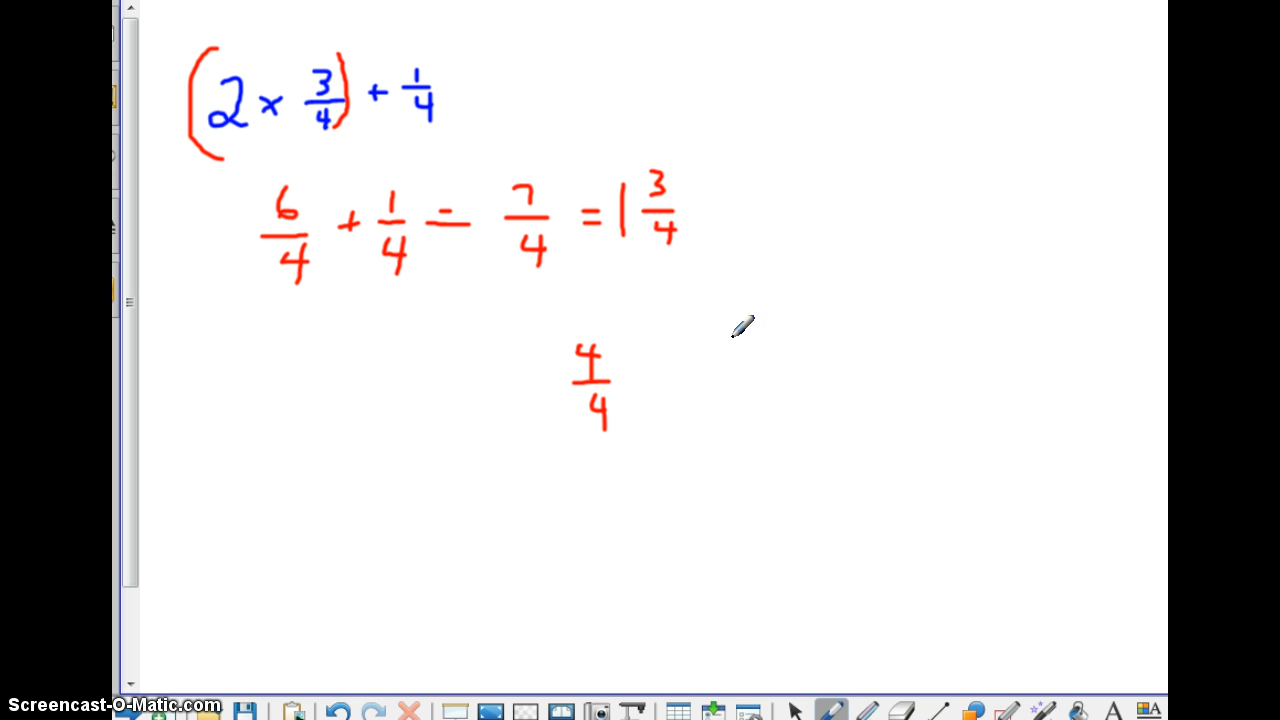 (2 × 3/4) + 1/4
6/4 + 1/4 = 7/4 = 1 3/4
4/4
Screencast-O-Matic.com